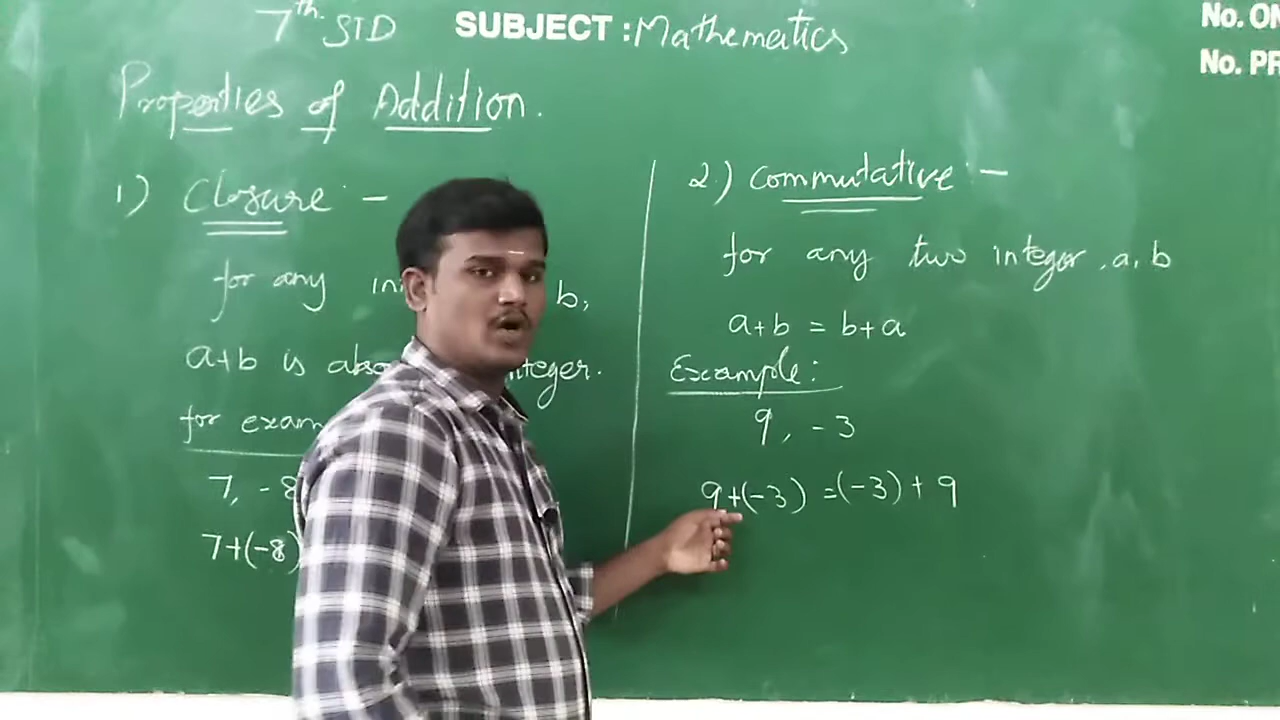 7th STD SUBJECT : Mathematics
No. ON
No. PR
Properties of Addition.
1) Closure :-
for any in b,
a+b is also integer.
for exam
7, -8
7+(-8)
2.) Commutative :-
for any two integer, a, b
a+b = b+a
Example:
9, -3
9+(-3) =(-3) + 9